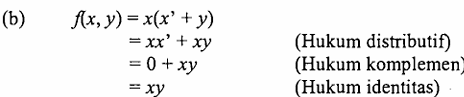 (b) f(x, y) = x(x' + y)
= xx' + xy (Hukum distributif)
= 0 + xy (Hukum komplemen)
= xy (Hukum identitas)